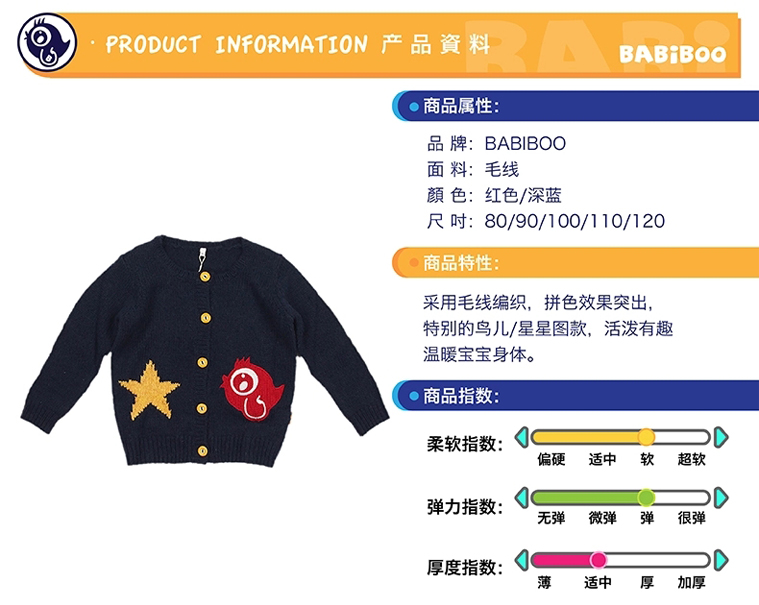 · PRODUCT INFORMATION 产品資料
BABiBOO
商品属性：
品 牌： BABIBOO
面 料： 毛线
顏 色： 红色/深蓝
尺 吋： 80/90/100/110/120
商品特性：
采用毛线编织，拼色效果突出，
特别的鸟儿/星星图款，活泼有趣
温暖宝宝身体。
商品指数：
柔软指数：
偏硬 适中 软 超软
弹力指数：
无弹 微弹 弹 很弹
厚度指数：
薄 适中 厚 加厚